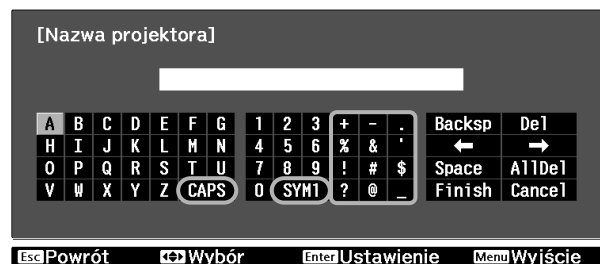 [Nazwa projektora]
A B C D E F G 1 2 3 + - . Backsp Del
H I J K L M N 4 5 6 % & ' ← →
O P Q R S T U 7 8 9 ! # $ Space AllDel
V W X Y Z CAPS 0 SYM1 ? @ _ Finish Cancel
Esc Powrót Wybór Enter Ustawienie Menu Wyjście